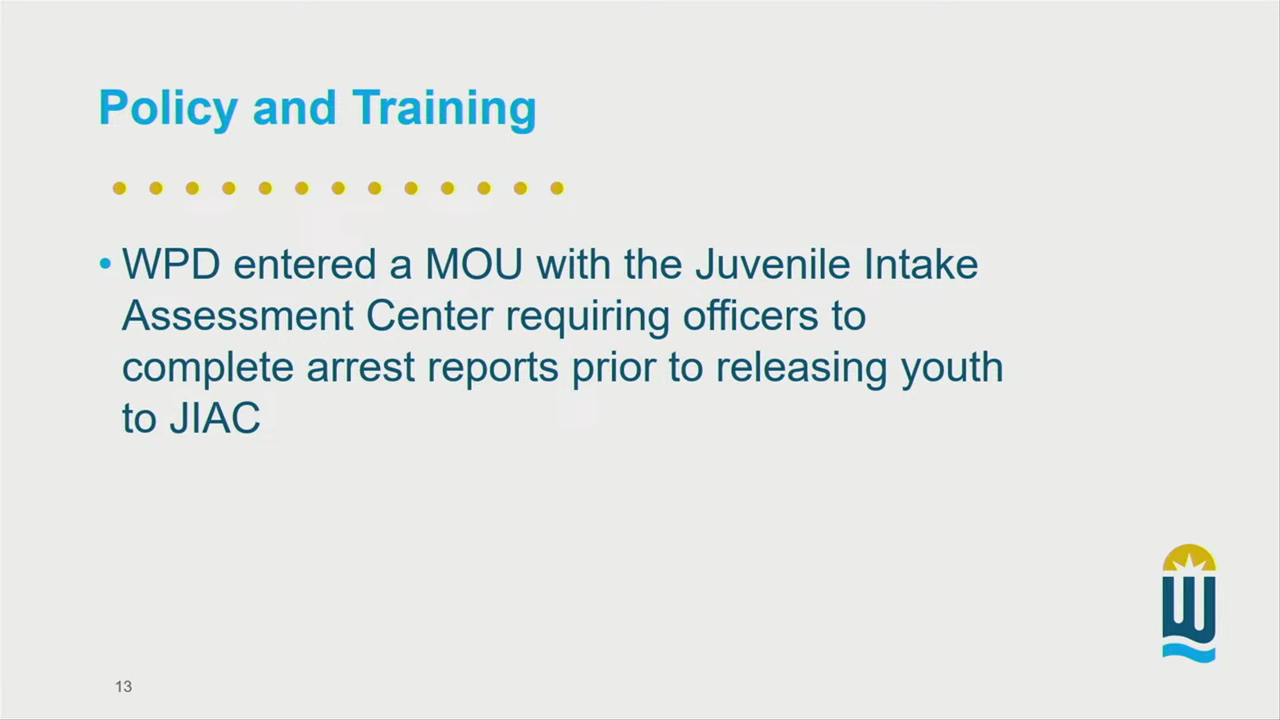 Policy and Training
• WPD entered a MOU with the Juvenile Intake
Assessment Center requiring officers to
complete arrest reports prior to releasing youth
to JIAC
W
13